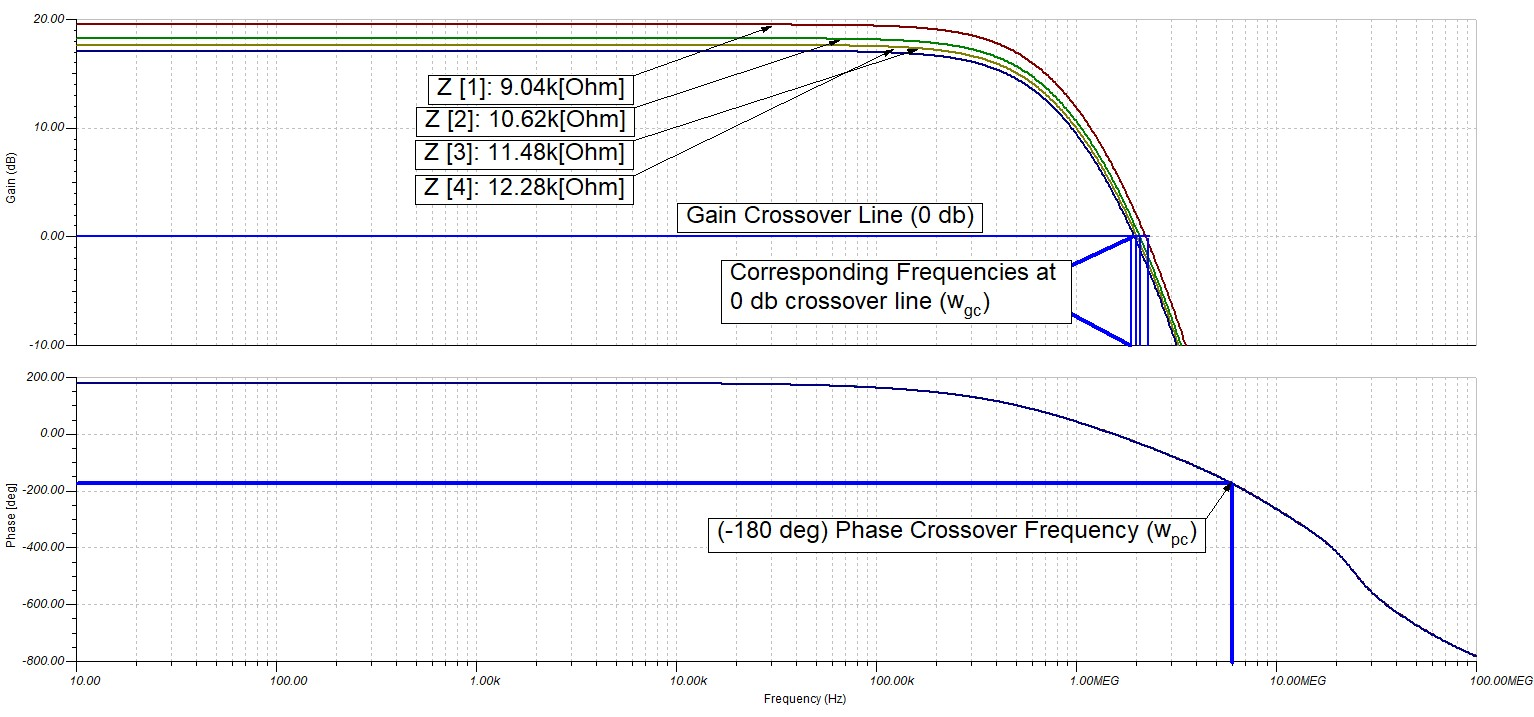 20.00
10.00
0.00
-10.00
Gain (dB)
Z [1]: 9.04k[Ohm]
Z [2]: 10.62k[Ohm]
Z [3]: 11.48k[Ohm]
Z [4]: 12.28k[Ohm]
Gain Crossover Line (0 db)
Corresponding Frequencies at
0 db crossover line (wgc)
200.00
0.00
-200.00
-400.00
-600.00
-800.00
Phase [deg]
(-180 deg) Phase Crossover Frequency (wpc)
10.00 100.00 1.00k 10.00k 100.00k 1.00MEG 10.00MEG 100.00MEG
Frequency (Hz)